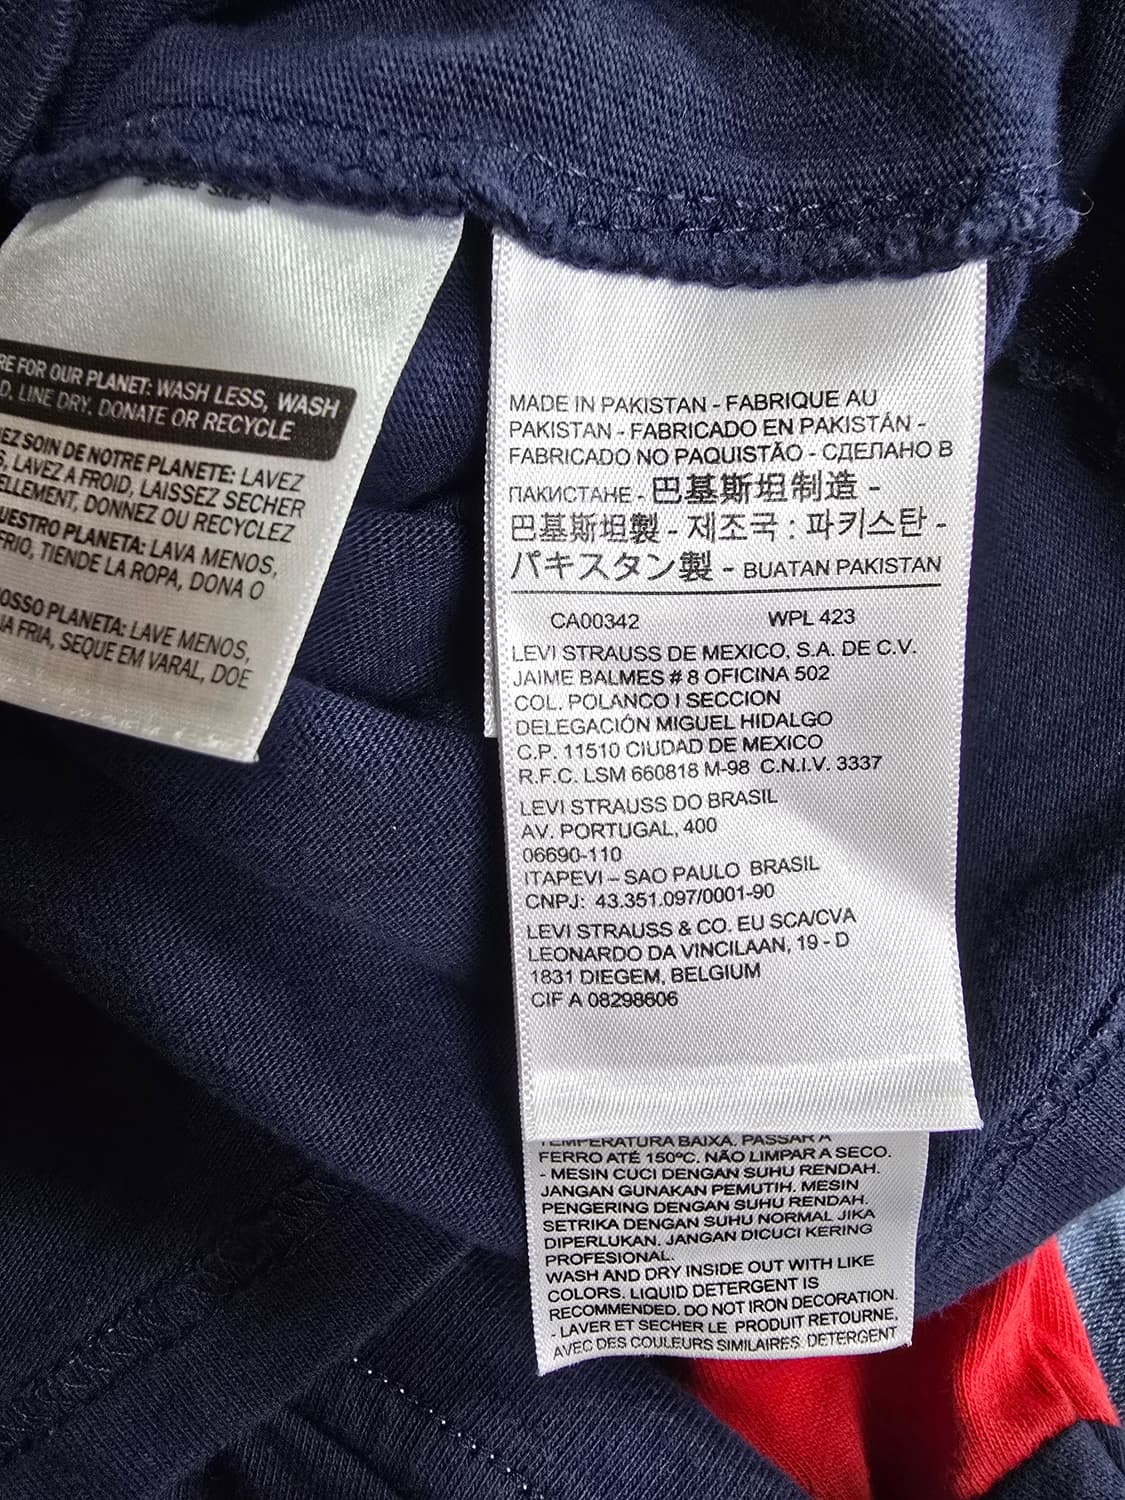 RE FOR OUR PLANET: WASH LESS, WASH
D, LINE DRY, DONATE OR RECYCLE
EZ SOIN DE NOTRE PLANETE: LAVEZ
S, LAVEZ A FROID, LAISSEZ SECHER
ELLEMENT, DONNEZ OU RECYCLEZ
UESTRO PLANETA: LAVA MENOS,
FRIO, TIENDE LA ROPA, DONA O
OSSO PLANETA: LAVE MENOS,
IA FRIA, SEQUE EM VARAL, DOE
MADE IN PAKISTAN - FABRIQUE AU
PAKISTAN - FABRICADO EN PAKISTÁN -
FABRICADO NO PAQUISTÃO - СДЕЛАНО В
ПАКИСТАНЕ - 巴基斯坦制造 -
巴基斯坦製 - 제조국 : 파키스탄 -
パキスタン製 - BUATAN PAKISTAN
CA00342 WPL 423
LEVI STRAUSS DE MEXICO, S.A. DE C.V.
JAIME BALMES # 8 OFICINA 502
COL. POLANCO I SECCION
DELEGACIÓN MIGUEL HIDALGO
C.P. 11510 CIUDAD DE MEXICO
R.F.C. LSM 660818 M-98 C.N.I.V. 3337
LEVI STRAUSS DO BRASIL
AV. PORTUGAL, 400
06690-110
ITAPEVI – SAO PAULO BRASIL
CNPJ: 43.351.097/0001-90
LEVI STRAUSS & CO. EU SCA/CVA
LEONARDO DA VINCILAAN, 19 - D
1831 DIEGEM, BELGIUM
CIF A 08298606
TEMPERATURA BAIXA. PASSAR A
FERRO ATÉ 150ºC. NÃO LIMPAR A SECO.
- MESIN CUCI DENGAN SUHU RENDAH.
JANGAN GUNAKAN PEMUTIH. MESIN
PENGERING DENGAN SUHU RENDAH.
SETRIKA DENGAN SUHU NORMAL JIKA
DIPERLUKAN. JANGAN DICUCI KERING
PROFESIONAL.
WASH AND DRY INSIDE OUT WITH LIKE
COLORS. LIQUID DETERGENT IS
RECOMMENDED. DO NOT IRON DECORATION.
- LAVER ET SECHER LE PRODUIT RETOURNE,
AVEC DES COULEURS SIMILAIRES. DETERGENT